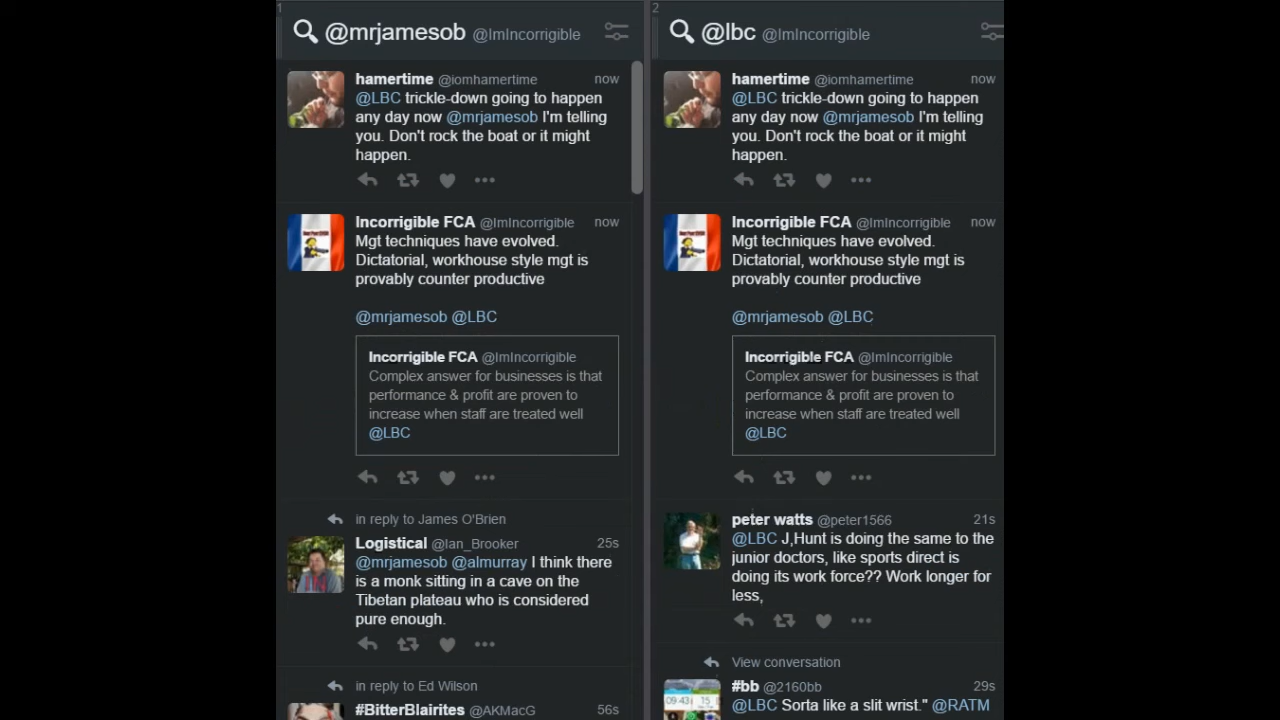 1
@mrjamesob @ImIncorrigible
hamertime @iomhamertime now
@LBC trickle-down going to happen
any day now @mrjamesob I'm telling
you. Don't rock the boat or it might
happen.
Incorrigible FCA @ImIncorrigible now
Mgt techniques have evolved.
Dictatorial, workhouse style mgt is
provably counter productive
@mrjamesob @LBC
Incorrigible FCA @ImIncorrigible
Complex answer for businesses is that
performance & profit are proven to
increase when staff are treated well
@LBC
in reply to James O'Brien
Logistical @Ian_Brooker 25s
@mrjamesob @almurray I think there
is a monk sitting in a cave on the
Tibetan plateau who is considered
pure enough.
in reply to Ed Wilson
#BitterBlairites @AKMacG 56s
2
@lbc @ImIncorrigible
hamertime @iomhamertime now
@LBC trickle-down going to happen
any day now @mrjamesob I'm telling
you. Don't rock the boat or it might
happen.
Incorrigible FCA @ImIncorrigible now
Mgt techniques have evolved.
Dictatorial, workhouse style mgt is
provably counter productive
@mrjamesob @LBC
Incorrigible FCA @ImIncorrigible
Complex answer for businesses is that
performance & profit are proven to
increase when staff are treated well
@LBC
peter watts @peter1566 21s
@LBC J,Hunt is doing the same to the
junior doctors, like sports direct is
doing its work force?? Work longer for
less,
View conversation
#bb @2160bb 29s
@LBC Sorta like a slit wrist." @RATM
09:43 15